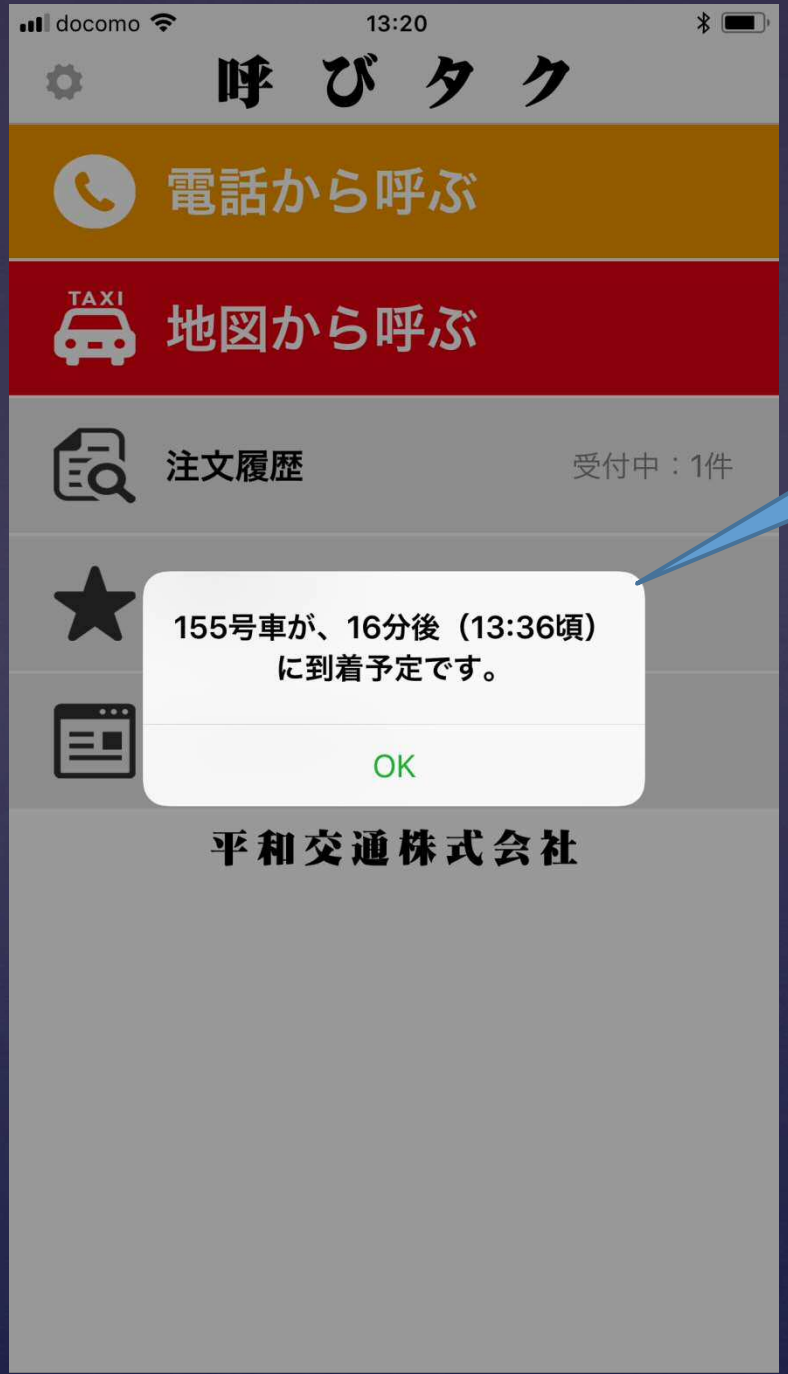 docomo 13:20
呼びタク
電話から呼ぶ
TAXI
地図から呼ぶ
注文履歴 受付中：1件
155号車が、16分後（13:36頃）
に到着予定です。
OK
平和交通株式会社